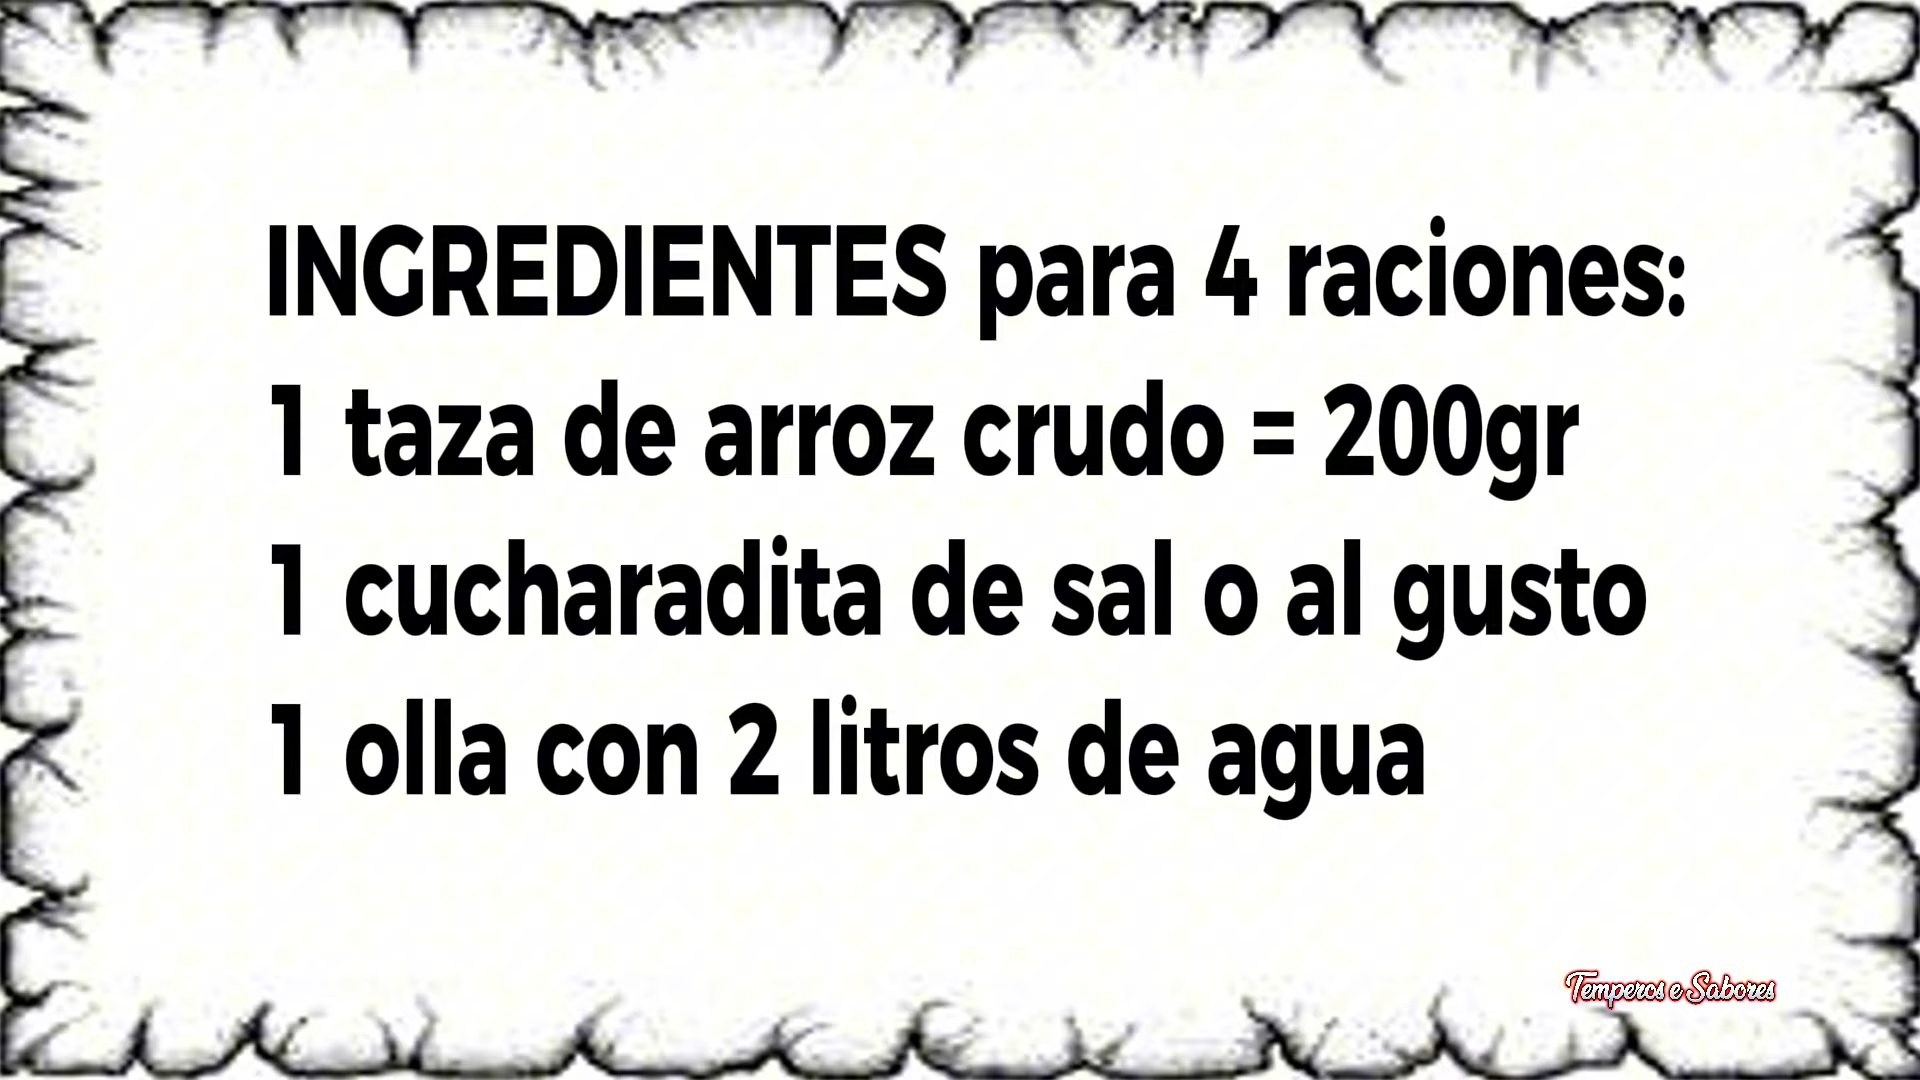 INGREDIENTES para 4 raciones:
1 taza de arroz crudo = 200gr
1 cucharadita de sal o al gusto
1 olla con 2 litros de agua
Temperos e Sabores